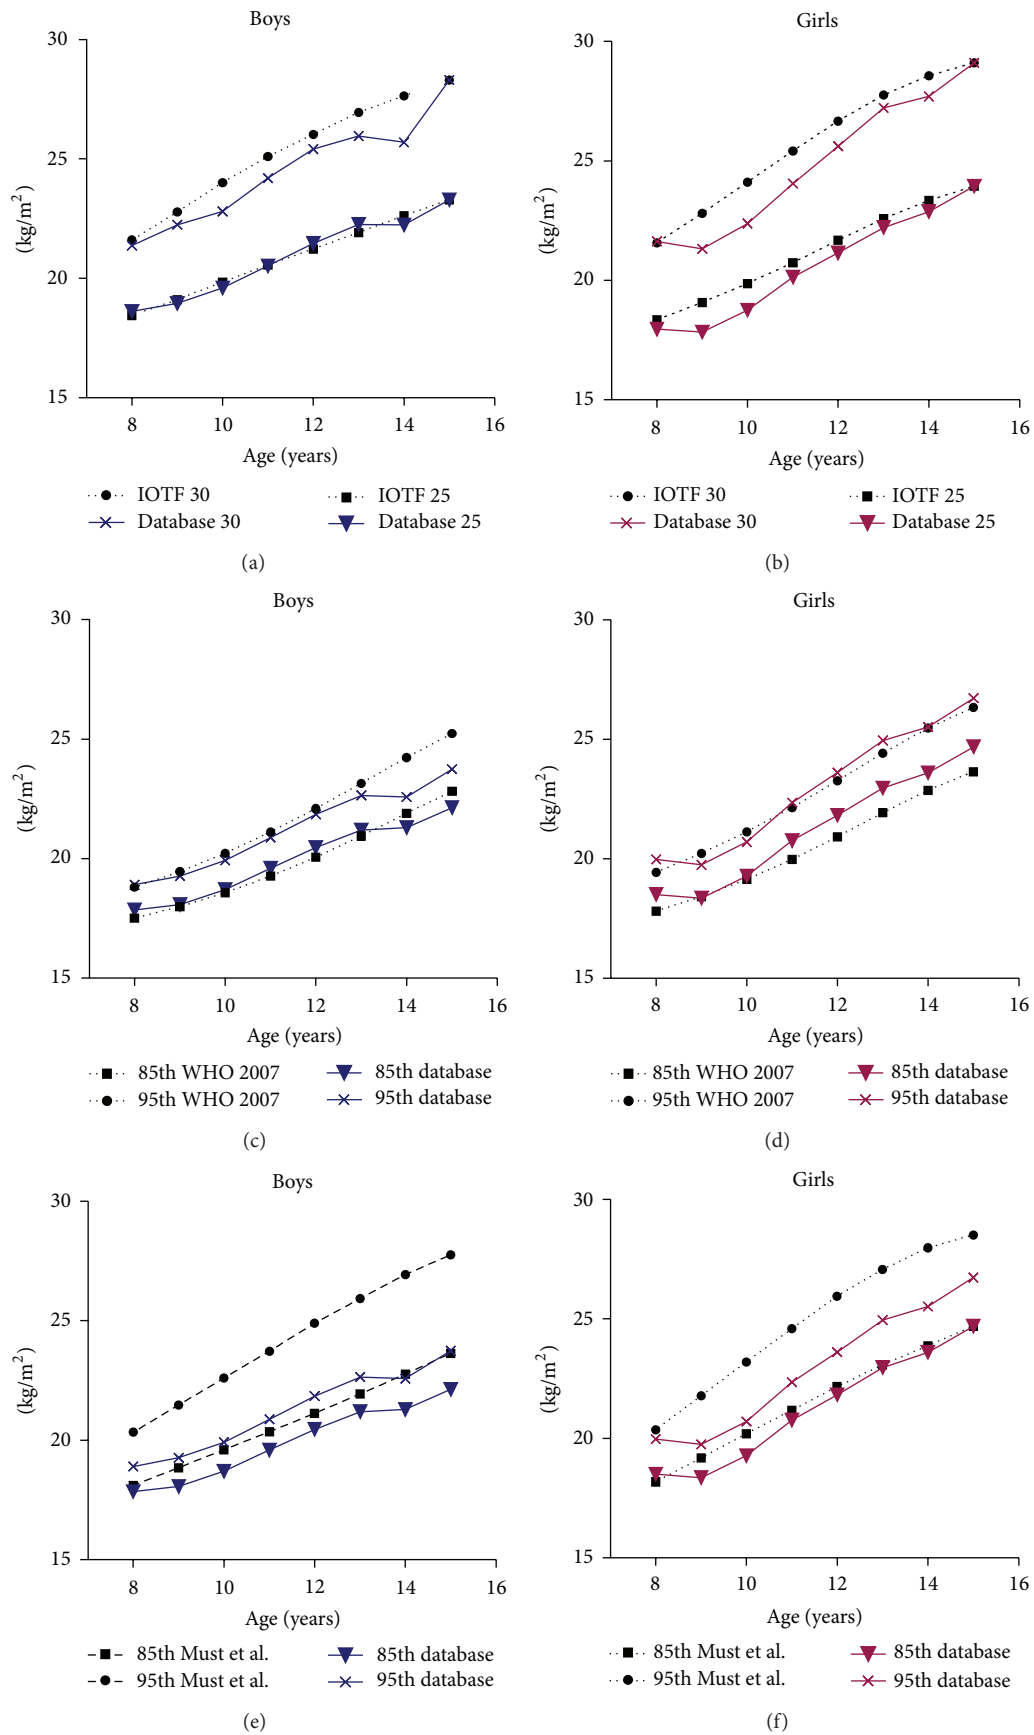 Boys
30
25
20
15
(kg/m²)
8 10 12 14 16
Age (years)
IOTF 30 IOTF 25
Database 30 Database 25
(a)
Girls
30
25
20
15
(kg/m²)
8 10 12 14 16
Age (years)
IOTF 30 IOTF 25
Database 30 Database 25
(b)
Boys
30
25
20
15
(kg/m²)
8 10 12 14 16
Age (years)
85th WHO 2007 85th database
95th WHO 2007 95th database
(c)
Girls
30
25
20
15
(kg/m²)
8 10 12 14 16
Age (years)
85th WHO 2007 85th database
95th WHO 2007 95th database
(d)
Boys
30
25
20
15
(kg/m²)
8 10 12 14 16
Age (years)
85th Must et al. 85th database
95th Must et al. 95th database
(e)
Girls
30
25
20
15
(kg/m²)
8 10 12 14 16
Age (years)
85th Must et al. 85th database
95th Must et al. 95th database
(f)